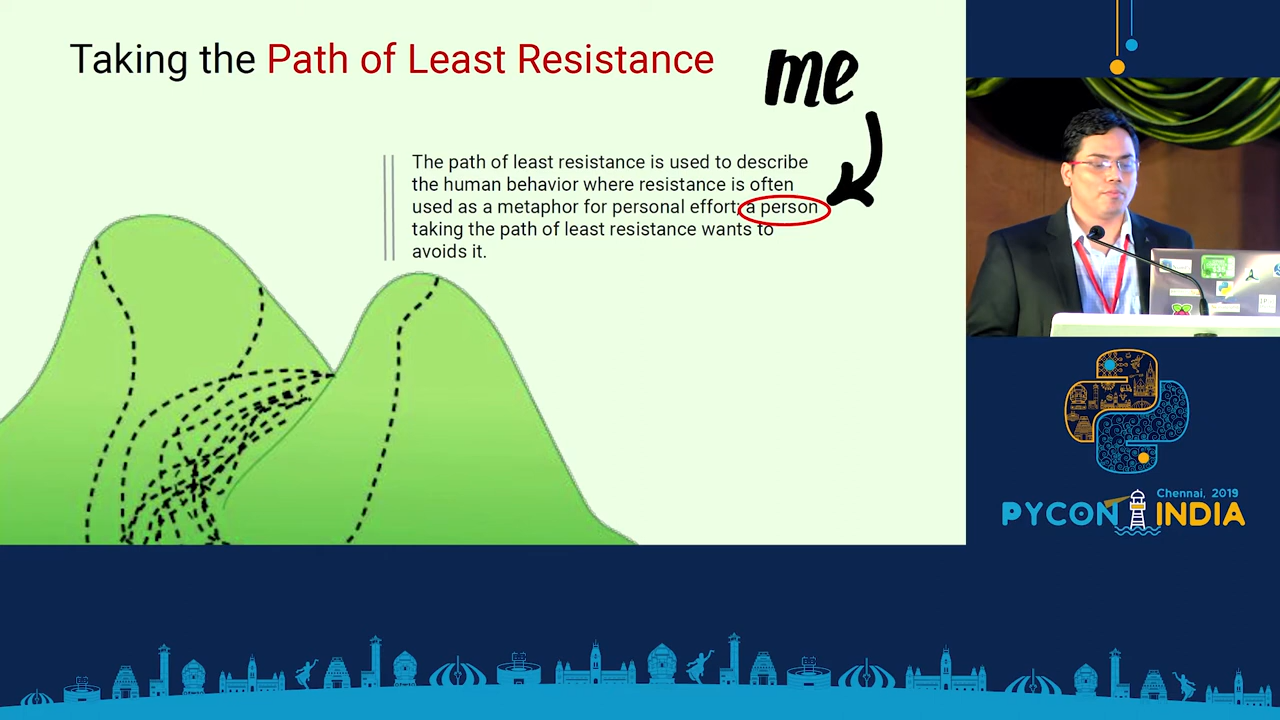 Taking the Path of Least Resistance
me
The path of least resistance is used to describe
the human behavior where resistance is often
used as a metaphor for personal effort; a person
taking the path of least resistance wants to
avoids it.
Chennai, 2019
PYCON INDIA